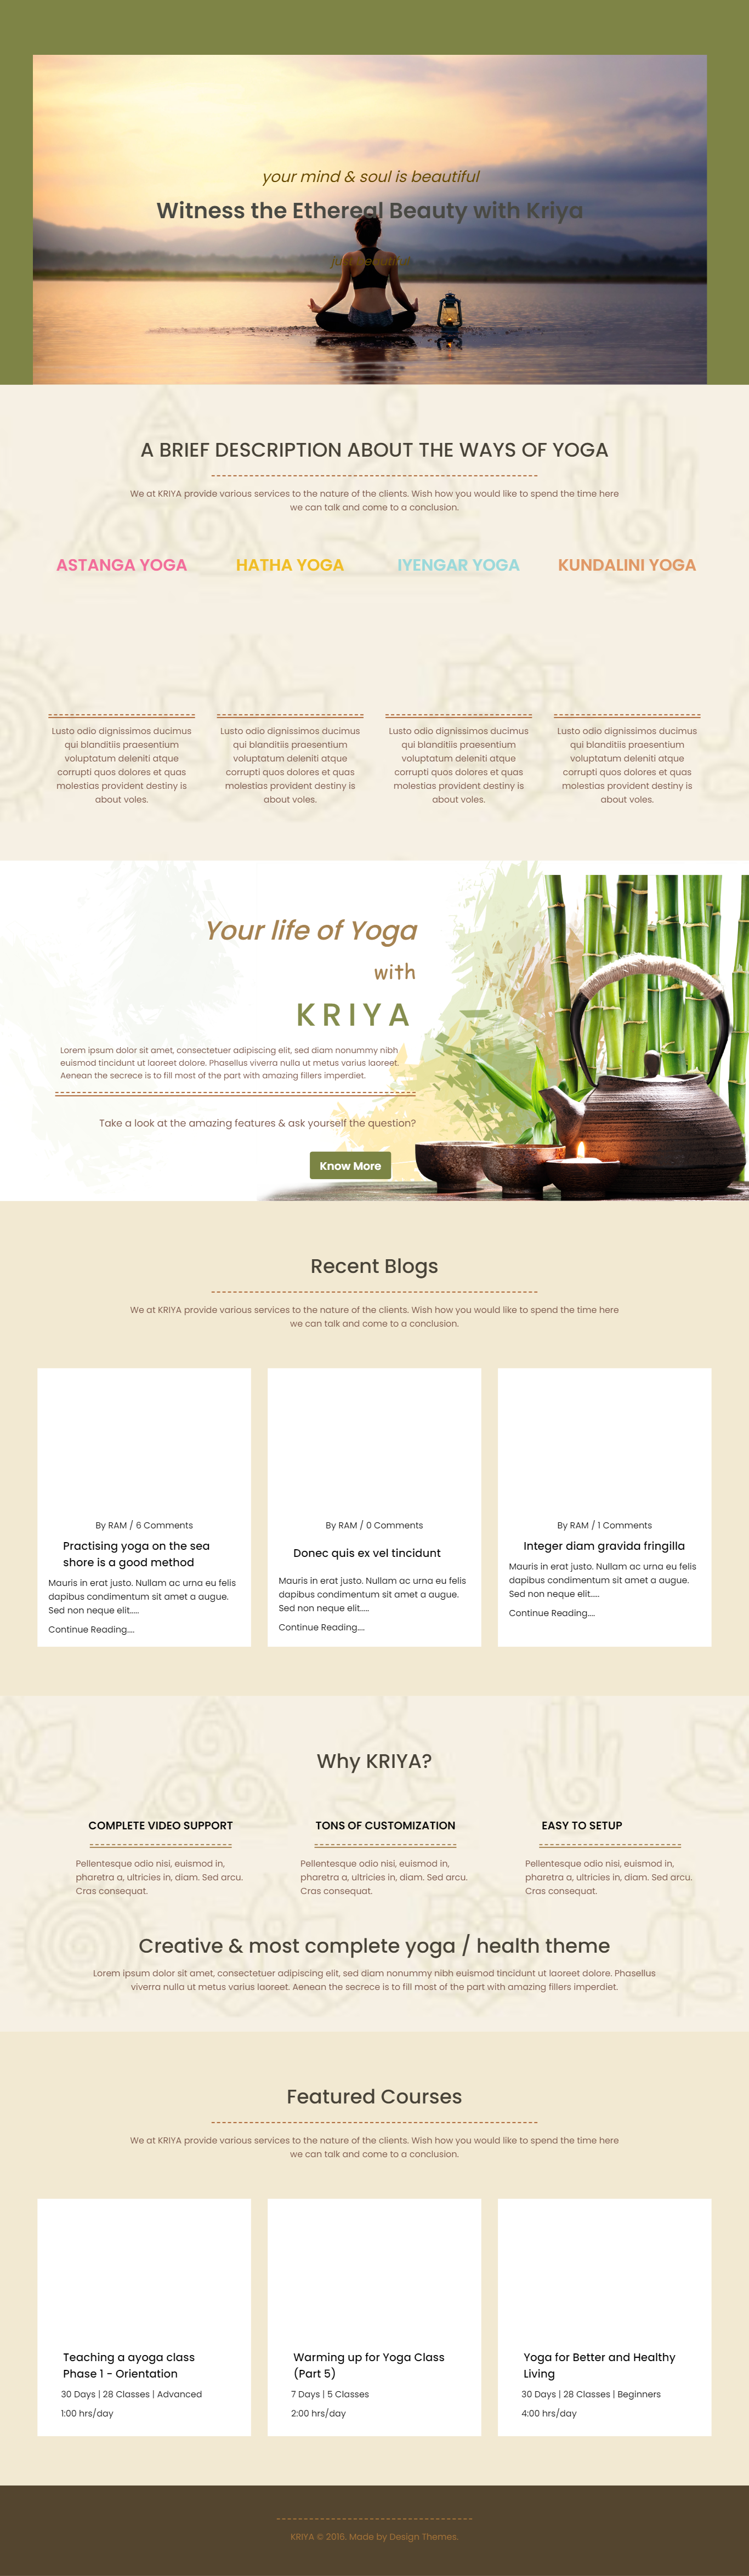 your mind & soul is beautiful
Witness the Ethereal Beauty with Kriya
A BRIEF DESCRIPTION ABOUT THE WAYS OF YOGA
We at KRIYA provide various services to the nature of the clients. Wish how you would like to spend the time here
we can talk and come to a conclusion.
ASTANGA YOGA
HATHA YOGA
IYENGAR YOGA
KUNDALINI YOGA
Lusto odio dignissimos ducimus
qui blanditiis praesentium
voluptatum deleniti atque
corrupti quos dolores et quas
molestias provident destiny is
about voles.
Lusto odio dignissimos ducimus
qui blanditiis praesentium
voluptatum deleniti atque
corrupti quos dolores et quas
molestias provident destiny is
about voles.
Lusto odio dignissimos ducimus
qui blanditiis praesentium
voluptatum deleniti atque
corrupti quos dolores et quas
molestias provident destiny is
about voles.
Lusto odio dignissimos ducimus
qui blanditiis praesentium
voluptatum deleniti atque
corrupti quos dolores et quas
molestias provident destiny is
about voles.
Your life of Yoga
with
KRIYA
Lorem ipsum dolor sit amet, consectetuer adipiscing elit, sed diam nonummy nibh
euismod tincidunt ut laoreet dolore. Phasellus viverra nulla ut metus varius laoreet.
Aenean the secrece is to fill most of the part with amazing fillers imperdiet.
Take a look at the amazing features & ask yourself the question?
Know More
Recent Blogs
We at KRIYA provide various services to the nature of the clients. Wish how you would like to spend the time here
we can talk and come to a conclusion.
By RAM / 6 Comments
Practising yoga on the sea
shore is a good method
Mauris in erat justo. Nullam ac urna eu felis
dapibus condimentum sit amet a augue.
Sed non neque elit.....
Continue Reading....
By RAM / 0 Comments
Donec quis ex vel tincidunt
Mauris in erat justo. Nullam ac urna eu felis
dapibus condimentum sit amet a augue.
Sed non neque elit.....
Continue Reading....
By RAM / 1 Comments
Integer diam gravida fringilla
Mauris in erat justo. Nullam ac urna eu felis
dapibus condimentum sit amet a augue.
Sed non neque elit.....
Continue Reading....
Why KRIYA?
COMPLETE VIDEO SUPPORT
Pellentesque odio nisi, euismod in,
pharetra a, ultricies in, diam. Sed arcu.
Cras consequat.
TONS OF CUSTOMIZATION
Pellentesque odio nisi, euismod in,
pharetra a, ultricies in, diam. Sed arcu.
Cras consequat.
EASY TO SETUP
Pellentesque odio nisi, euismod in,
pharetra a, ultricies in, diam. Sed arcu.
Cras consequat.
Creative & most complete yoga / health theme
Lorem ipsum dolor sit amet, consectetuer adipiscing elit, sed diam nonummy nibh euismod tincidunt ut laoreet dolore. Phasellus
viverra nulla ut metus varius laoreet. Aenean the secrece is to fill most of the part with amazing fillers imperdiet.
Featured Courses
We at KRIYA provide various services to the nature of the clients. Wish how you would like to spend the time here
we can talk and come to a conclusion.
Teaching a ayoga class
Phase 1 - Orientation
30 Days | 28 Classes | Advanced
1:00 hrs/day
Warming up for Yoga Class
(Part 5)
7 Days | 5 Classes
2:00 hrs/day
Yoga for Better and Healthy
Living
30 Days | 28 Classes | Beginners
4:00 hrs/day
KRIYA © 2016. Made by Design Themes.